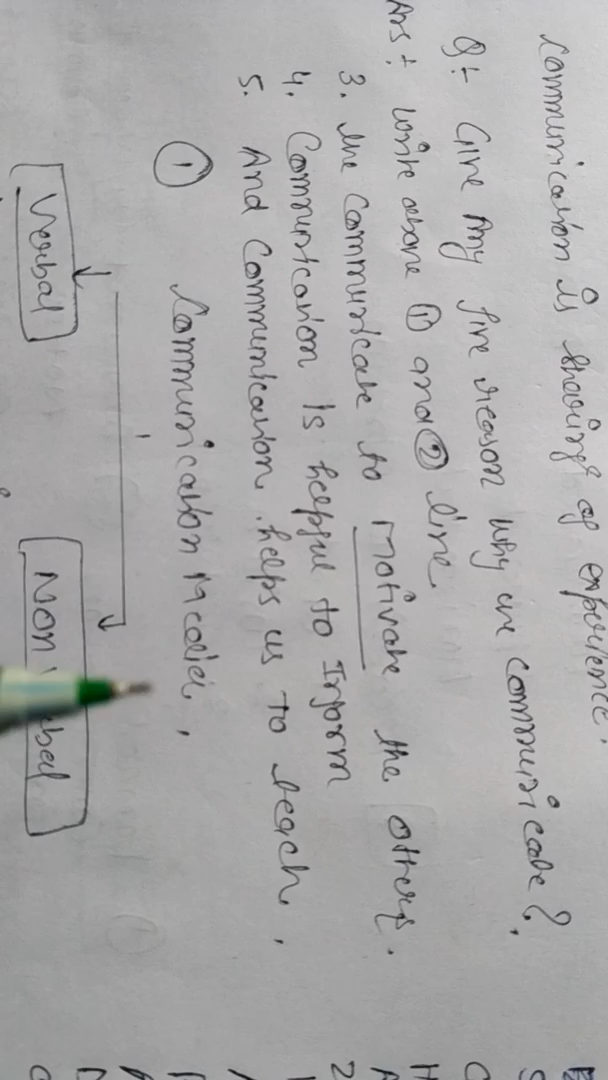 Communication is sharing of experience.
Q:- Give Any five reason why we communicate?
Ans:- write above ① and ② line.
3. We Communicate to Motivate the others.
4. Communication is helpful to Inform
5. And Communication helps us to teach,
① Communication Media,
Verbal
Non